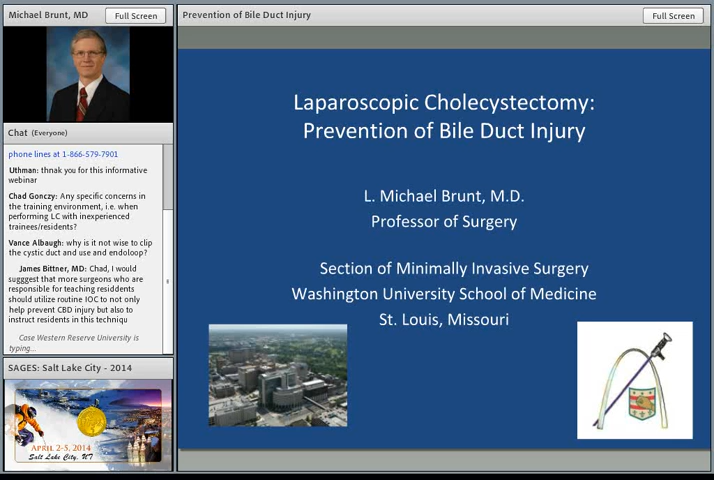 Michael Brunt, MD
Full Screen
Prevention of Bile Duct Injury
Full Screen
Chat (Everyone)
phone lines at 1-866-579-7901
Uthman: thnak you for this informative
webinar
Chad Gonczy: Any specific concerns in
the training environment, i.e. when
performing LC with inexperienced
trainees/residents?
Vance Albaugh: why is it not wise to clip
the cystic duct and use and endoloop?
James Bittner, MD: Chad, I would
sugggest that more surgeons who are
responsible for teaching residdents
should utilize routine IOC to not only
help prevent CBD injury but also to
instruct residents in this techniqu
Case Western Reserve University is
typing...
SAGES: Salt Lake City - 2014
APRIL 2-5, 2014
Salt Lake City, UT
Laparoscopic Cholecystectomy:
Prevention of Bile Duct Injury
L. Michael Brunt, M.D.
Professor of Surgery
Section of Minimally Invasive Surgery
Washington University School of Medicine
St. Louis, Missouri